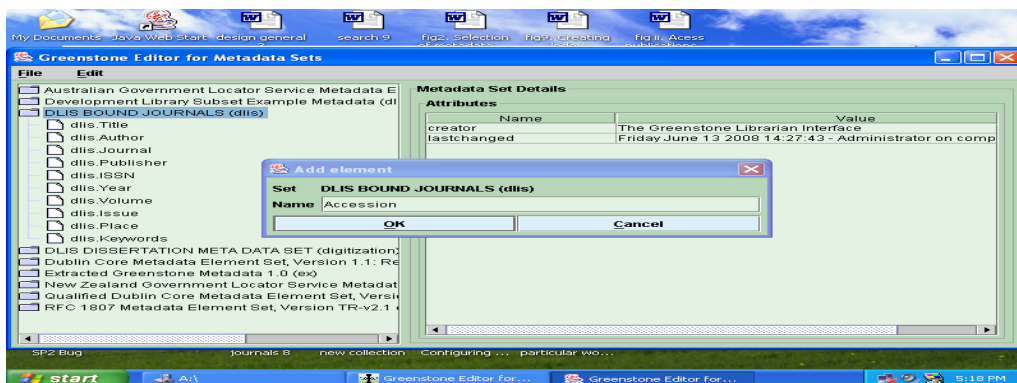 My Documents Java Web Start design general search 9 fig2. Selection fig9. Creating fig ii. Acess
Greenstone Editor for Metadata Sets
File Edit
Australian Government Locator Service Metadata E
Development Library Subset Example Metadata (dl
DLIS BOUND JOURNALS (dlis)
dlis.Title
dlis.Author
dlis.Journal
dlis.Publisher
dlis.ISSN
dlis.Year
dlis.Volume
dlis.Issue
dlis.Place
dlis.Keywords
DLIS DISSERTATION META DATA SET (digitization)
Dublin Core Metadata Element Set, Version 1.1: Re
Extracted Greenstone Metadata 1.0 (ex)
New Zealand Government Locator Service Metadat
Qualified Dublin Core Metadata Element Set, Versi
RFC 1807 Metadata Element Set, Version TR-v2.1
Metadata Set Details
Attributes
Name Value
creator The Greenstone Librarian Interface
lastchanged Friday June 13 2008 14:27:43 - Administrator on comp
Add element
Set DLIS BOUND JOURNALS (dlis)
Name Accession
OK Cancel
SP2 Bug journals 8 new collection Configuring ... particular wo...
start A:\ Greenstone Editor for... Greenstone Editor for... 5:18 PM